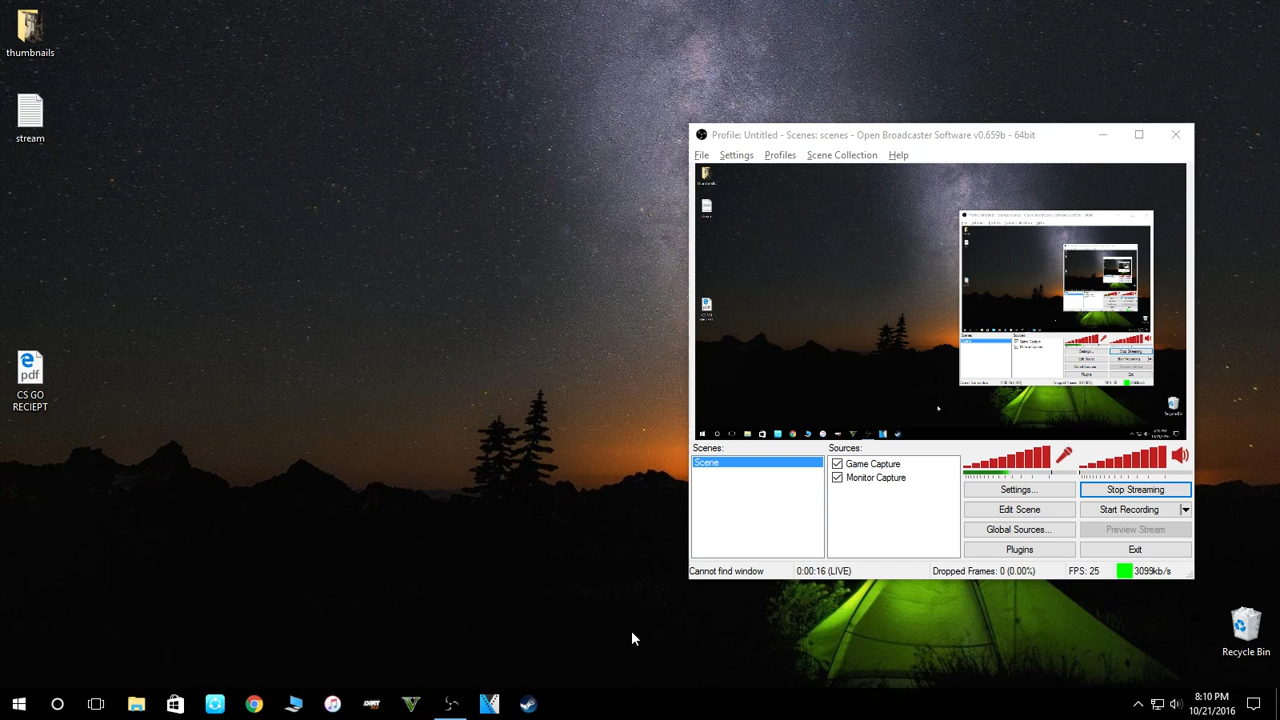 thumbnails
stream
CS GO
RECIEPT
pdf
Profile: Untitled - Scenes: scenes - Open Broadcaster Software v0.659b - 64bit
File Settings Profiles Scene Collection Help
Scenes:
Sources:
Scene
Game Capture
Monitor Capture
Settings...
Stop Streaming
Edit Scene
Start Recording
Global Sources...
Preview Stream
Plugins
Exit
Cannot find window
0:00:16 (LIVE)
Dropped Frames: 0 (0.00%)
FPS: 25
3099kb/s
Recycle Bin
DiRT
8:10 PM
10/21/2016